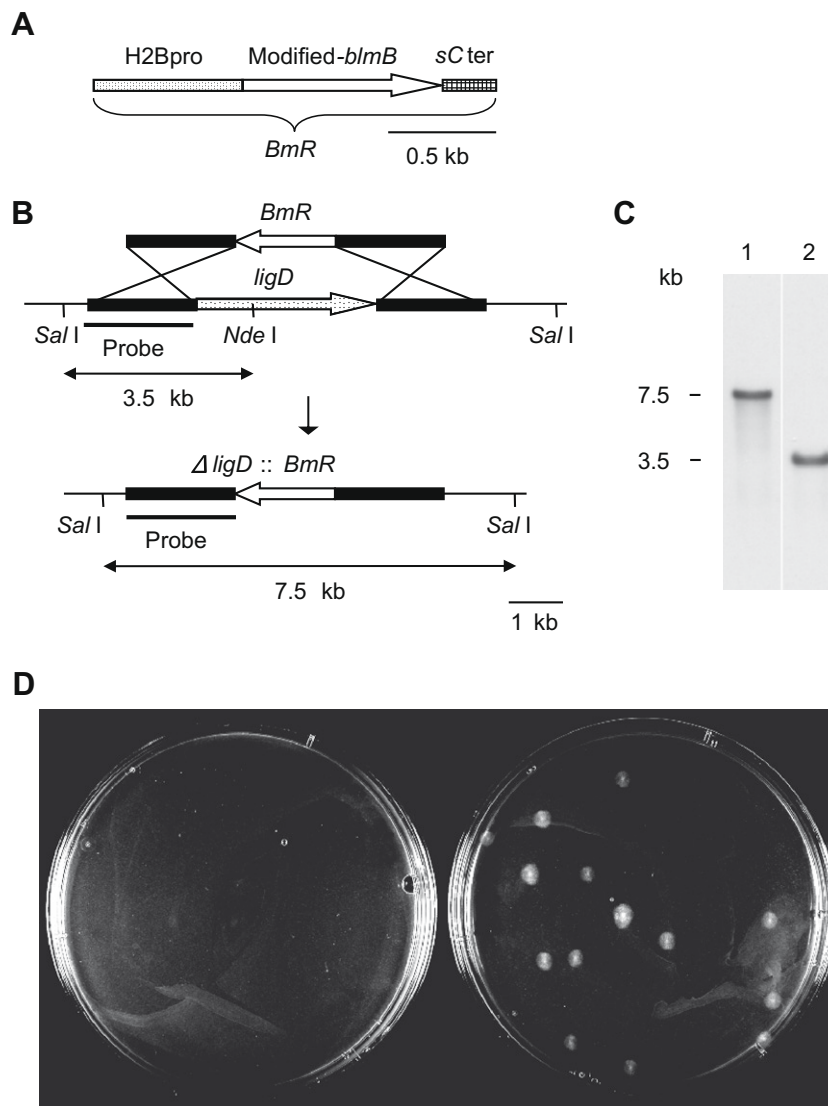 A
H2Bpro Modified-blmB sC ter
BmR
0.5 kb
B
BmR
ligD
Sal I Nde I Sal I
Probe
3.5 kb
Δ ligD :: BmR
Sal I Sal I
Probe
7.5 kb
1 kb
C
1 2
kb
7.5 –
3.5 –
D